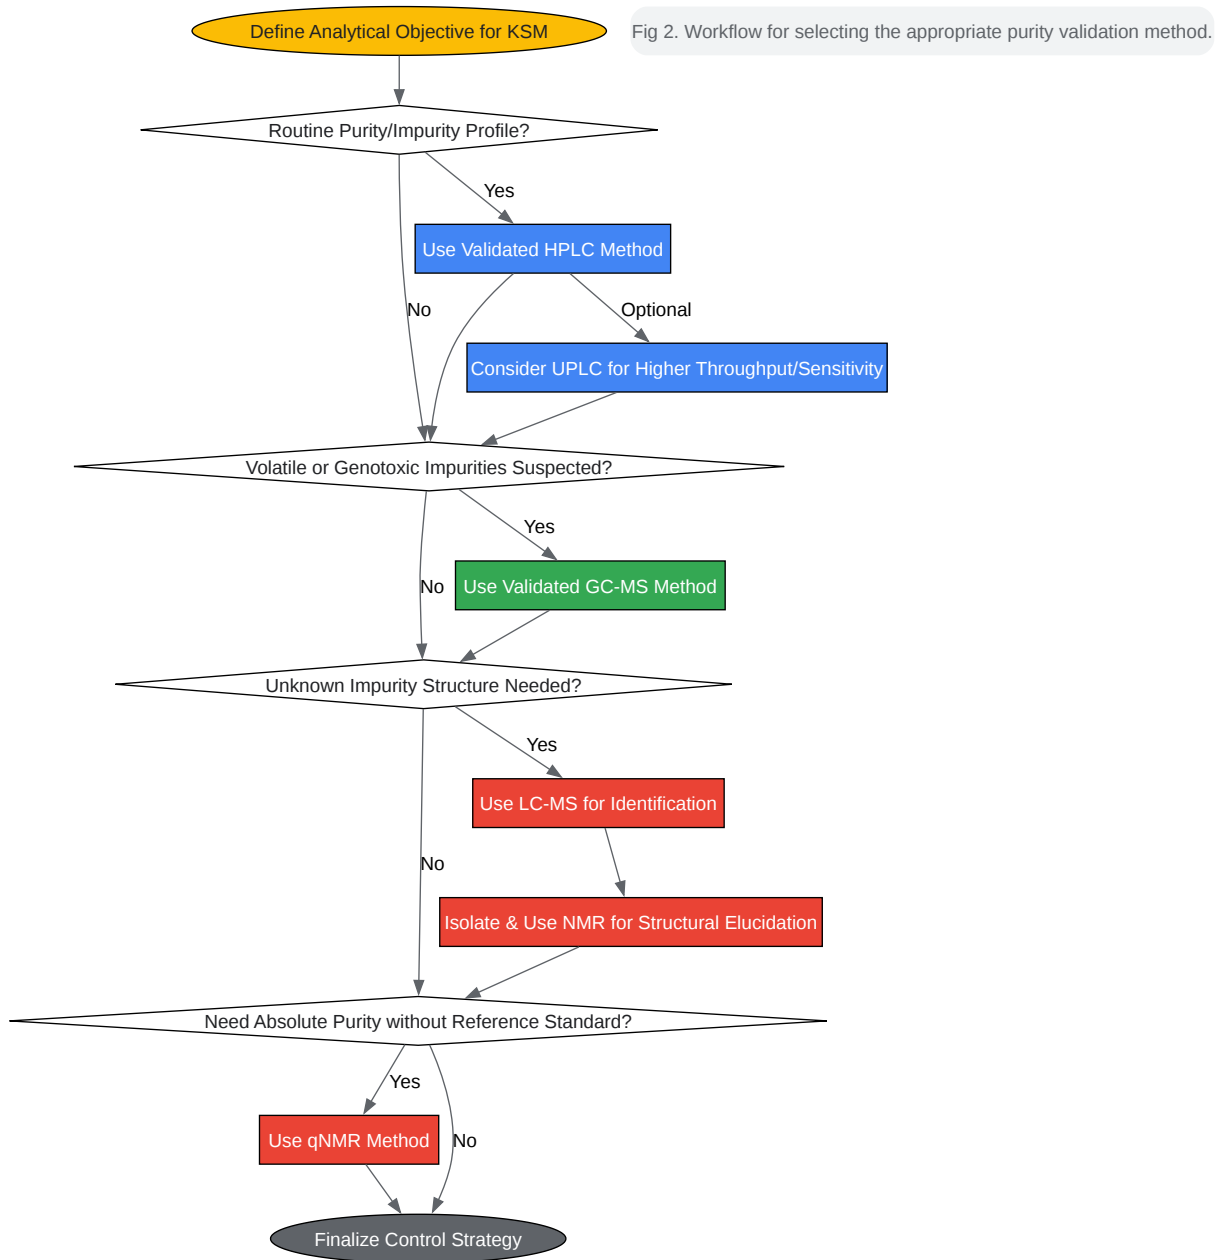 Define Analytical Objective for KSM
Fig 2. Workflow for selecting the appropriate purity validation method.
Routine Purity/Impurity Profile?
Yes
Use Validated HPLC Method
No
Optional
Consider UPLC for Higher Throughput/Sensitivity
Volatile or Genotoxic Impurities Suspected?
Yes
No
Use Validated GC-MS Method
Unknown Impurity Structure Needed?
Yes
Use LC-MS for Identification
No
Isolate & Use NMR for Structural Elucidation
Need Absolute Purity without Reference Standard?
Yes
Use qNMR Method
No
Finalize Control Strategy